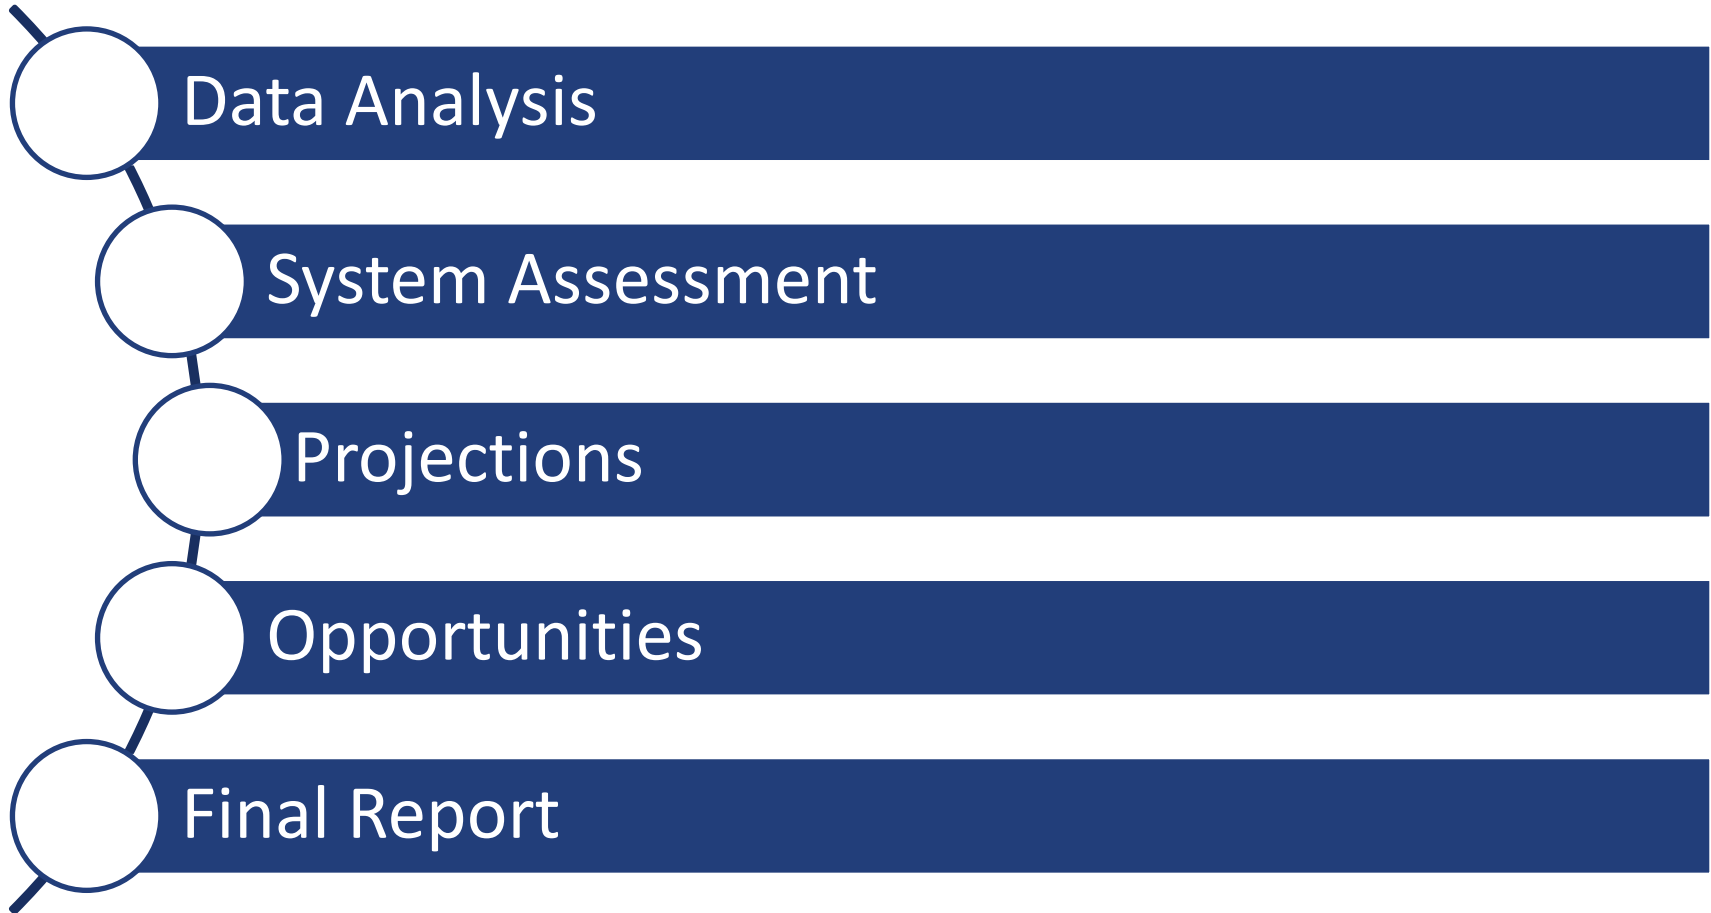 Data Analysis
System Assessment
Projections
Opportunities
Final Report